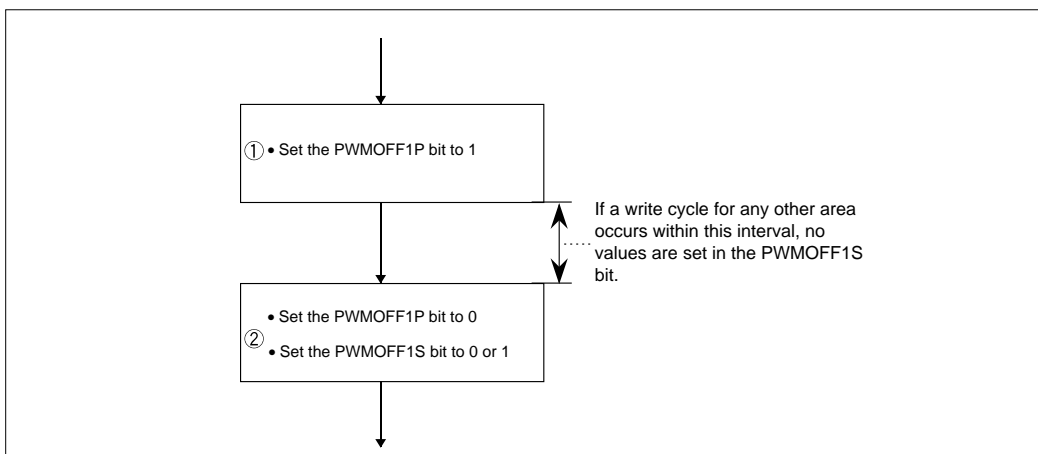 ① • Set the PWMOFF1P bit to 1
If a write cycle for any other area
occurs within this interval, no
values are set in the PWMOFF1S
bit.
② • Set the PWMOFF1P bit to 0
• Set the PWMOFF1S bit to 0 or 1